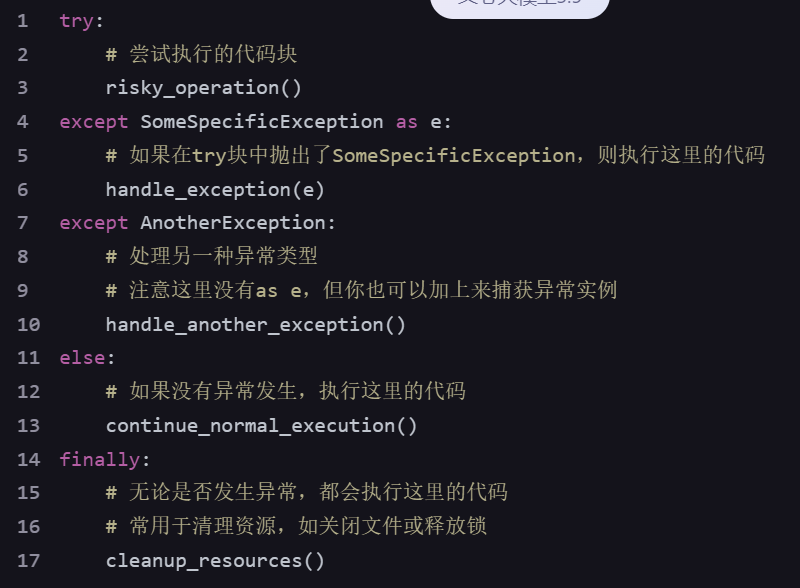 1 try:
2 # 尝试执行的代码块
3 risky_operation()
4 except SomeSpecificException as e:
5 # 如果在try块中抛出了SomeSpecificException，则执行这里的代码
6 handle_exception(e)
7 except AnotherException:
8 # 处理另一种异常类型
9 # 注意这里没有as e，但你也可以加上来捕获异常实例
10 handle_another_exception()
11 else:
12 # 如果没有异常发生，执行这里的代码
13 continue_normal_execution()
14 finally:
15 # 无论是否发生异常，都会执行这里的代码
16 # 常用于清理资源，如关闭文件或释放锁
17 cleanup_resources()